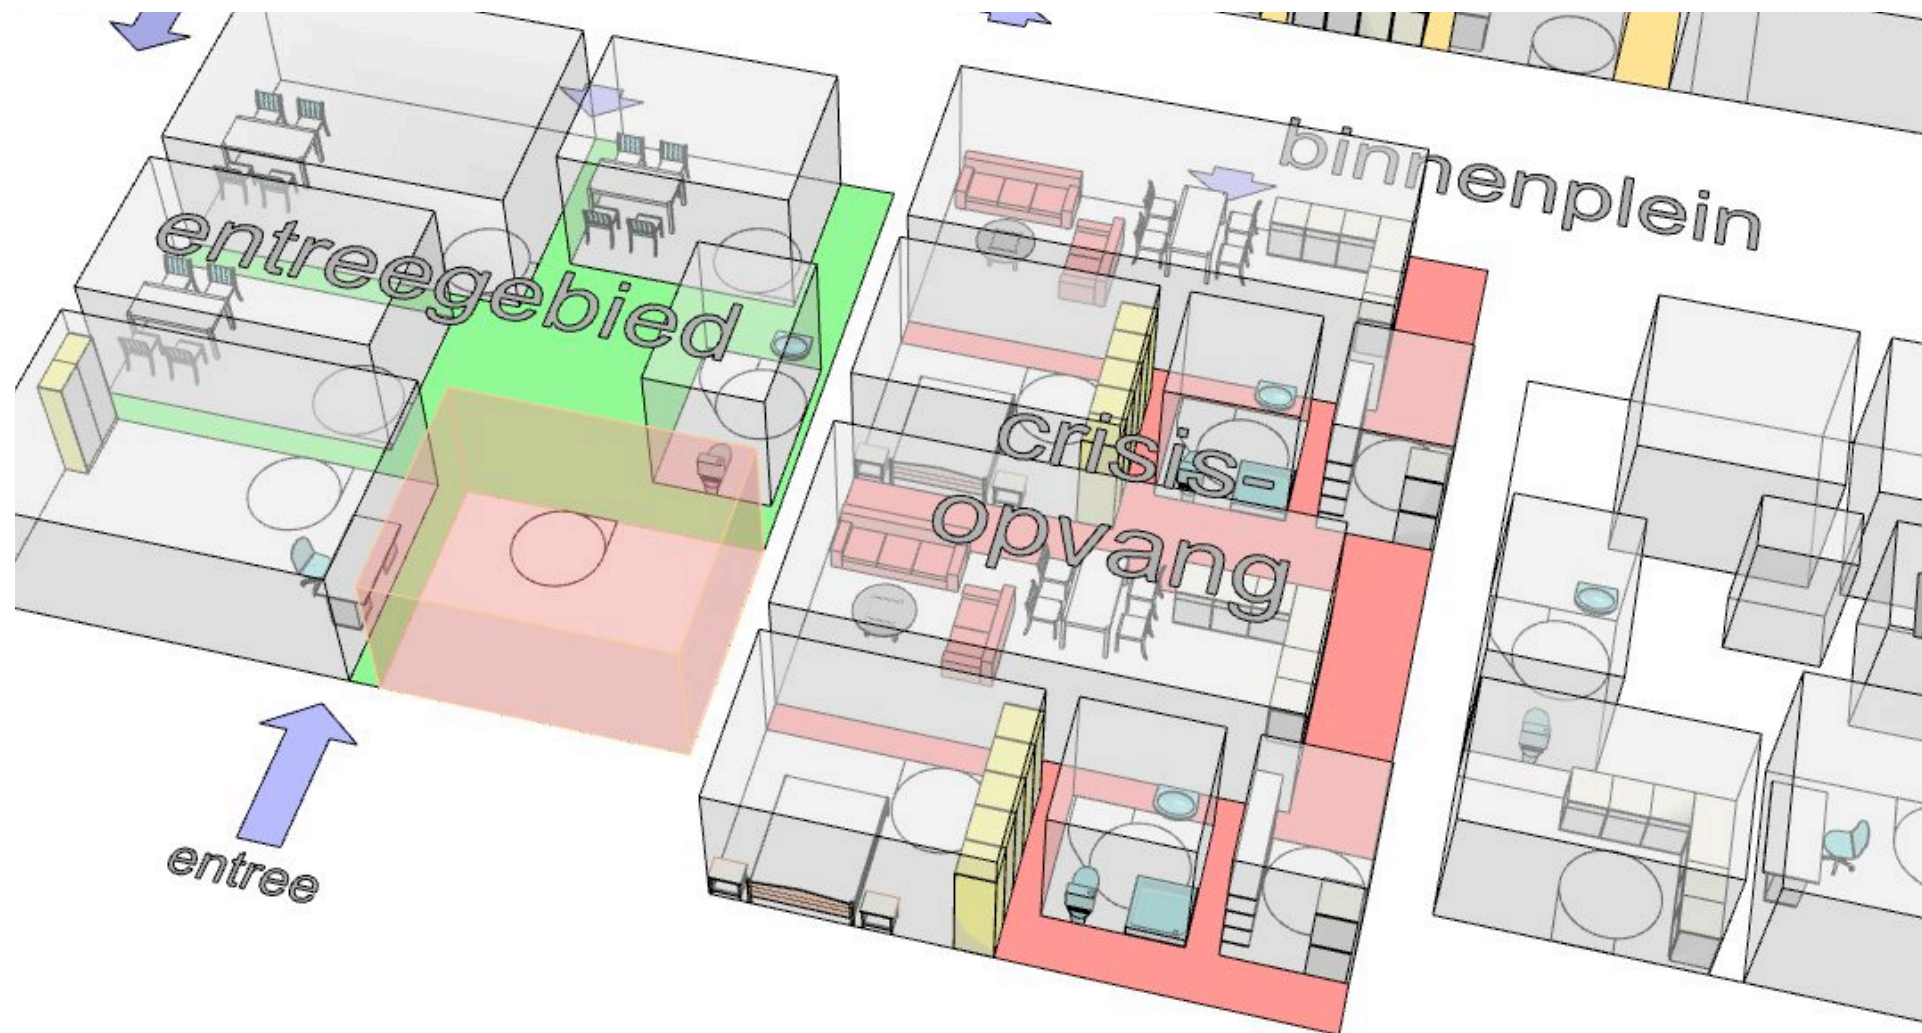 binnenplein
entreegebied
crisis
opvang
entree